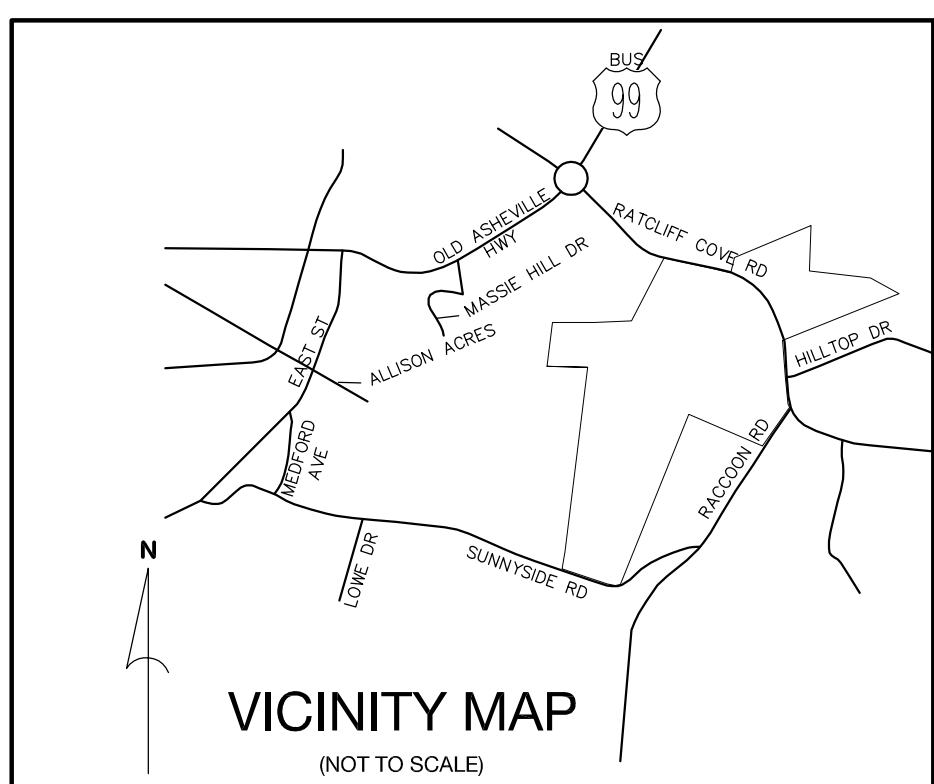 BUS
99
OLD ASHEVILLE
HWY
RATCLIFF COVE RD
MASSIE HILL DR
ALLISON ACRES
EAST ST
HILLTOP DR
MEDFORD
AVE
RACCOON RD
LOWE DR
SUNNYSIDE RD
N
VICINITY MAP
(NOT TO SCALE)